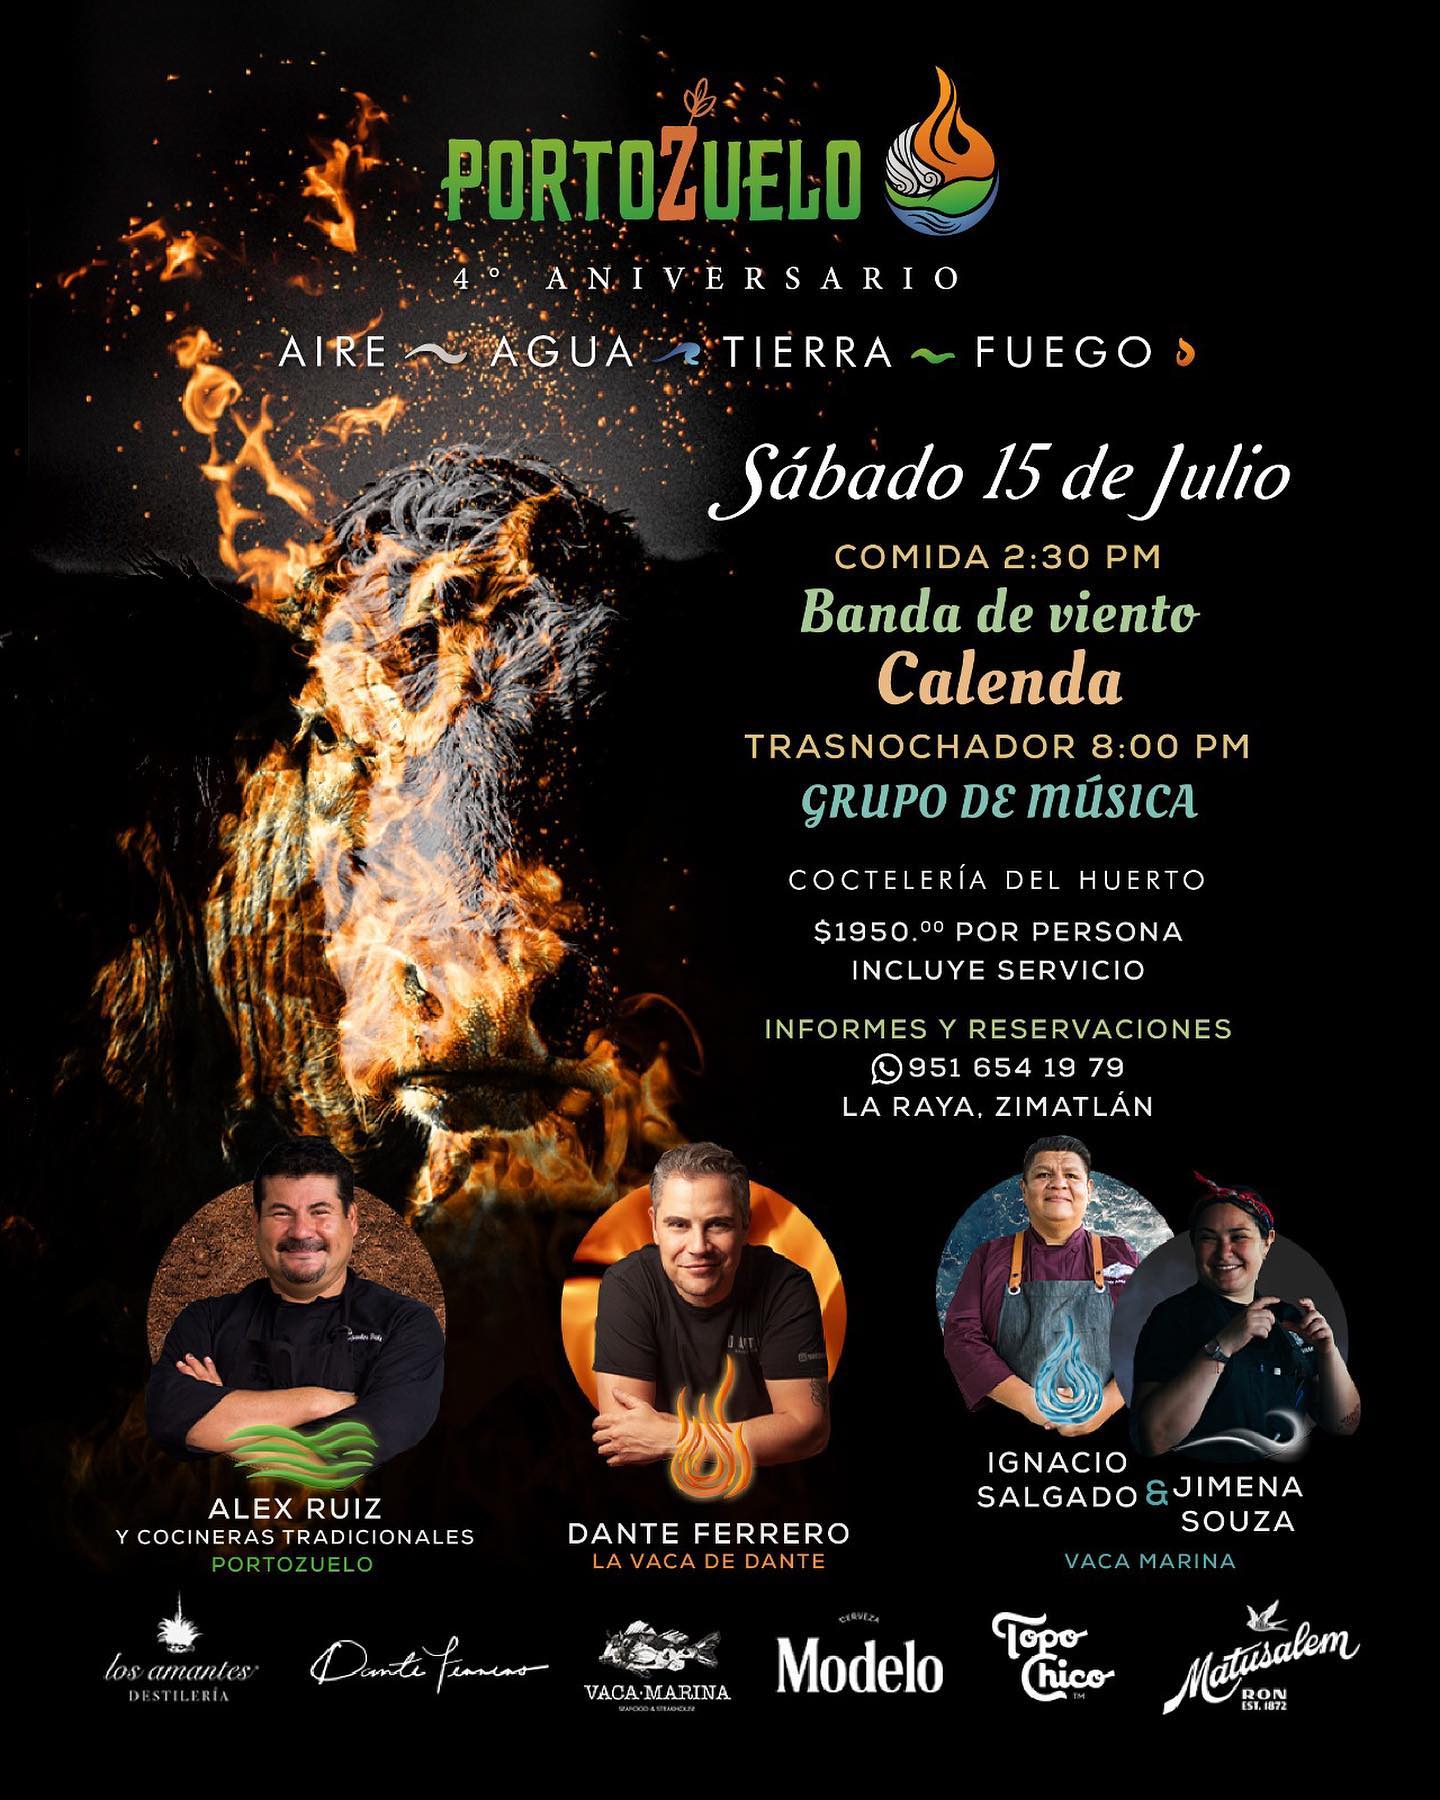 PORTOZUELO
4° ANIVERSARIO
AIRE AGUA TIERRA FUEGO
Sábado 15 de Julio
COMIDA 2:30 PM
Banda de viento
Calenda
TRASNOCHADOR 8:00 PM
GRUPO DE MÚSICA
COCTELERÍA DEL HUERTO
$1950.⁰⁰ POR PERSONA
INCLUYE SERVICIO
INFORMES Y RESERVACIONES
951 654 19 79
LA RAYA, ZIMATLÁN
ALEX RUIZ
Y COCINERAS TRADICIONALES
PORTOZUELO
DANTE FERRERO
LA VACA DE DANTE
IGNACIO
SALGADO & JIMENA
SOUZA
VACA MARINA
los amantes
DESTILERÍA
Dante Ferrero
VACA·MARINA
SEAFOOD & STEAKHOUSE
CERVEZA
Modelo
Topo
Chico™
Matusalem
RON
EST. 1872